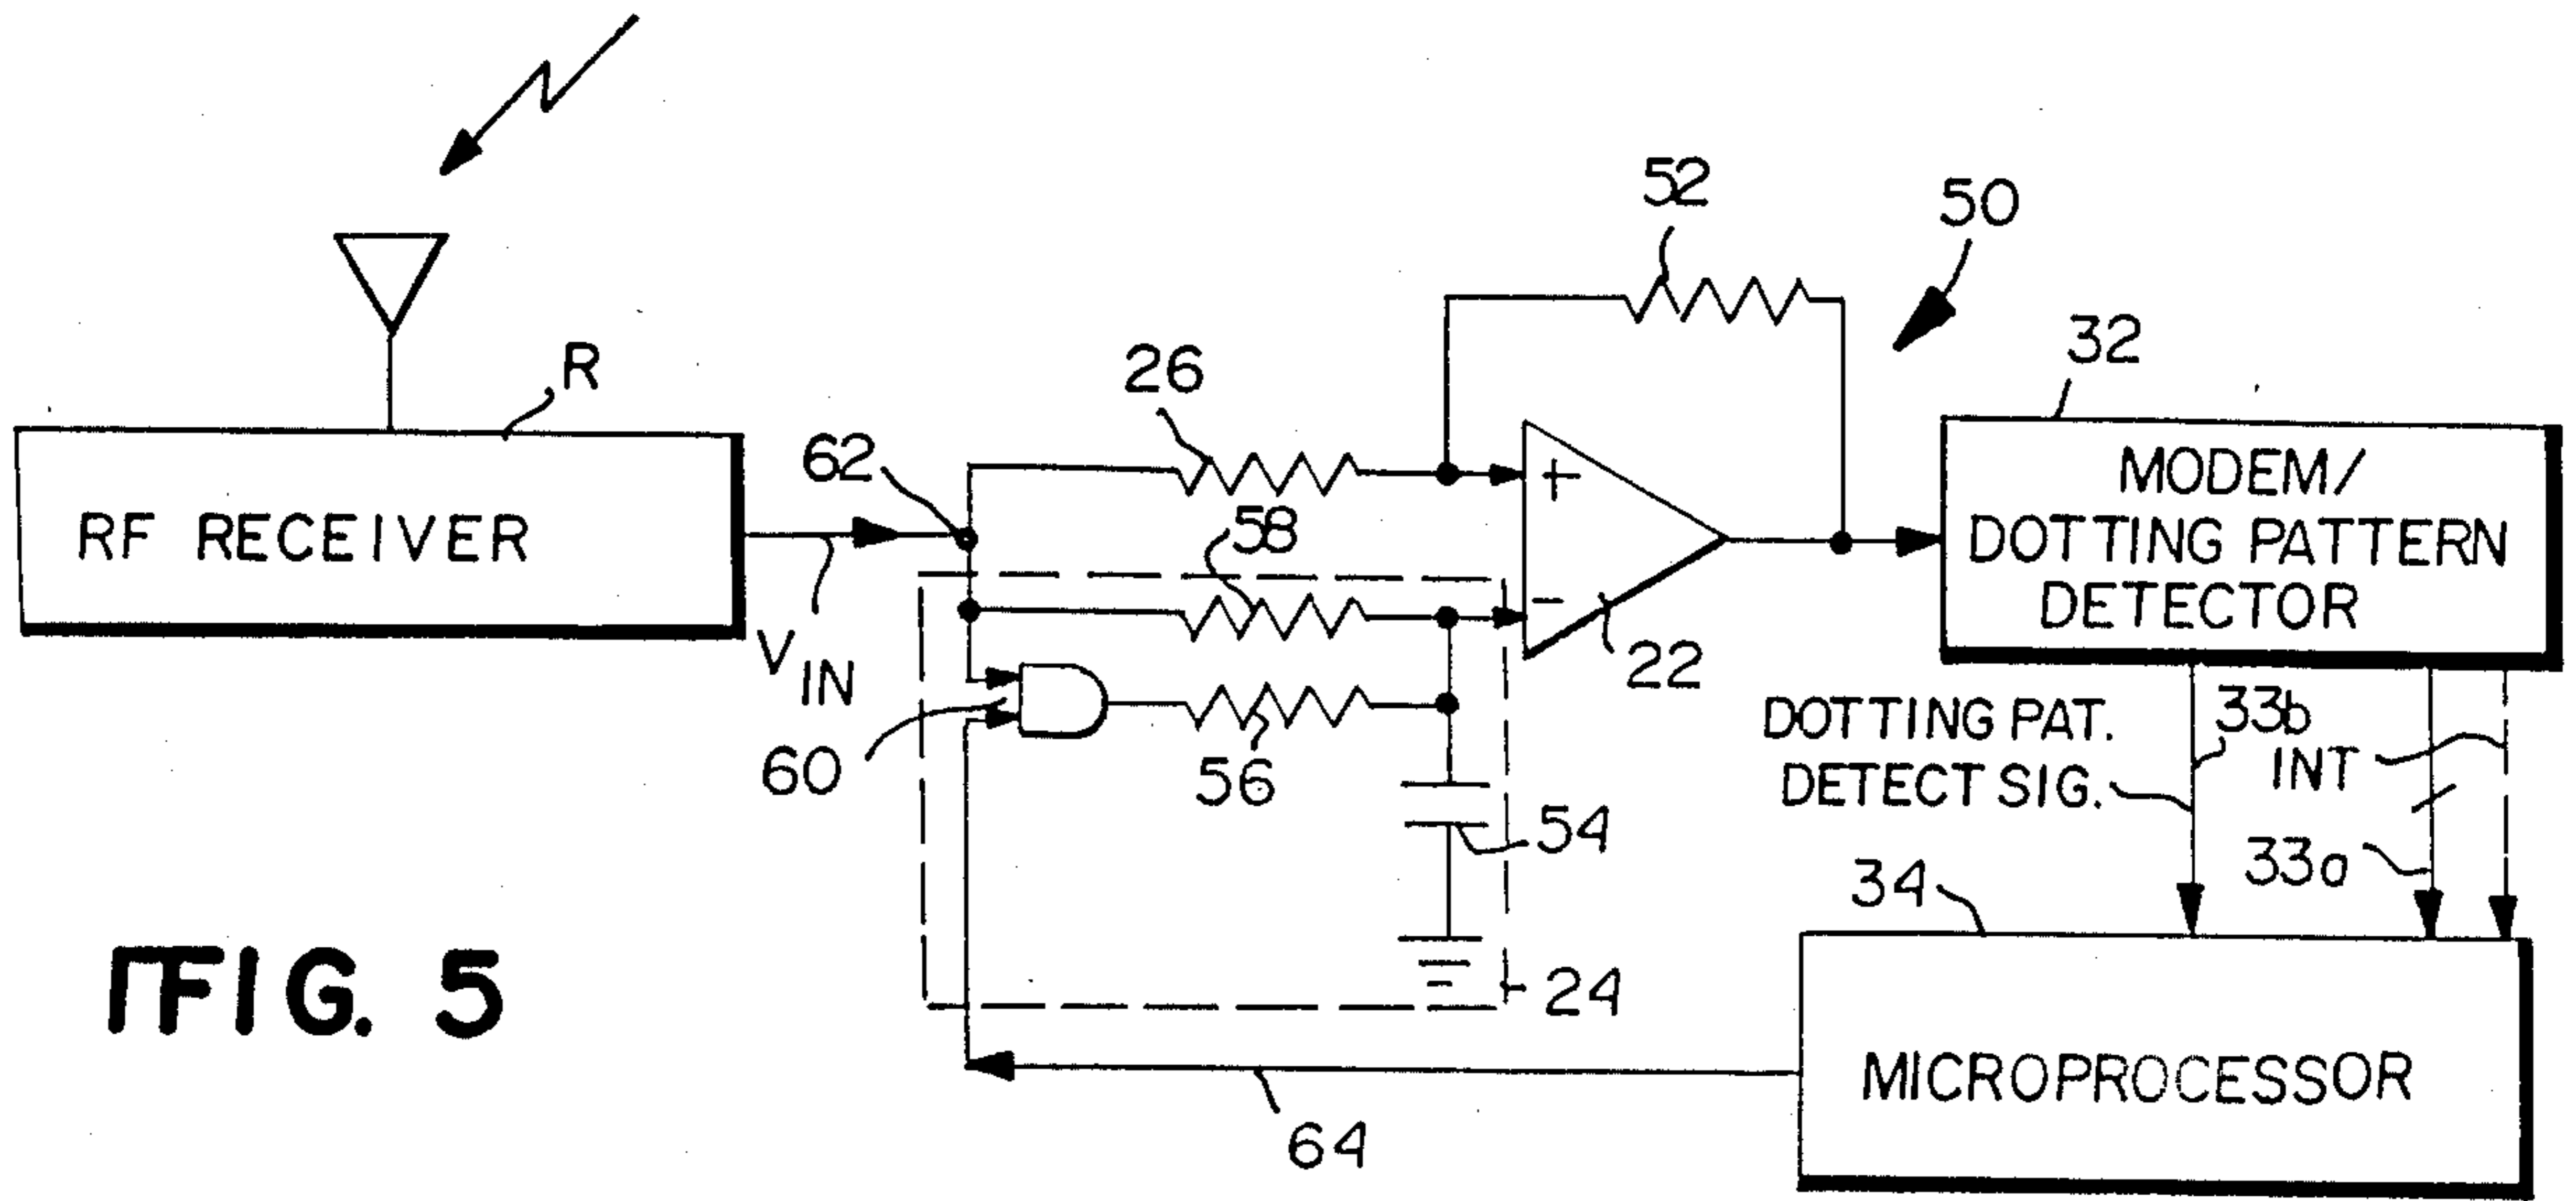 52
50
32
R
26
62
RF RECEIVER
V IN
58
+
-
22
MODEM/
DOTTING PATTERN
DETECTOR
60
56
54
24
DOTTING PAT.
DETECT SIG.
33b
INT
33a
34
MICROPROCESSOR
64
FIG. 5